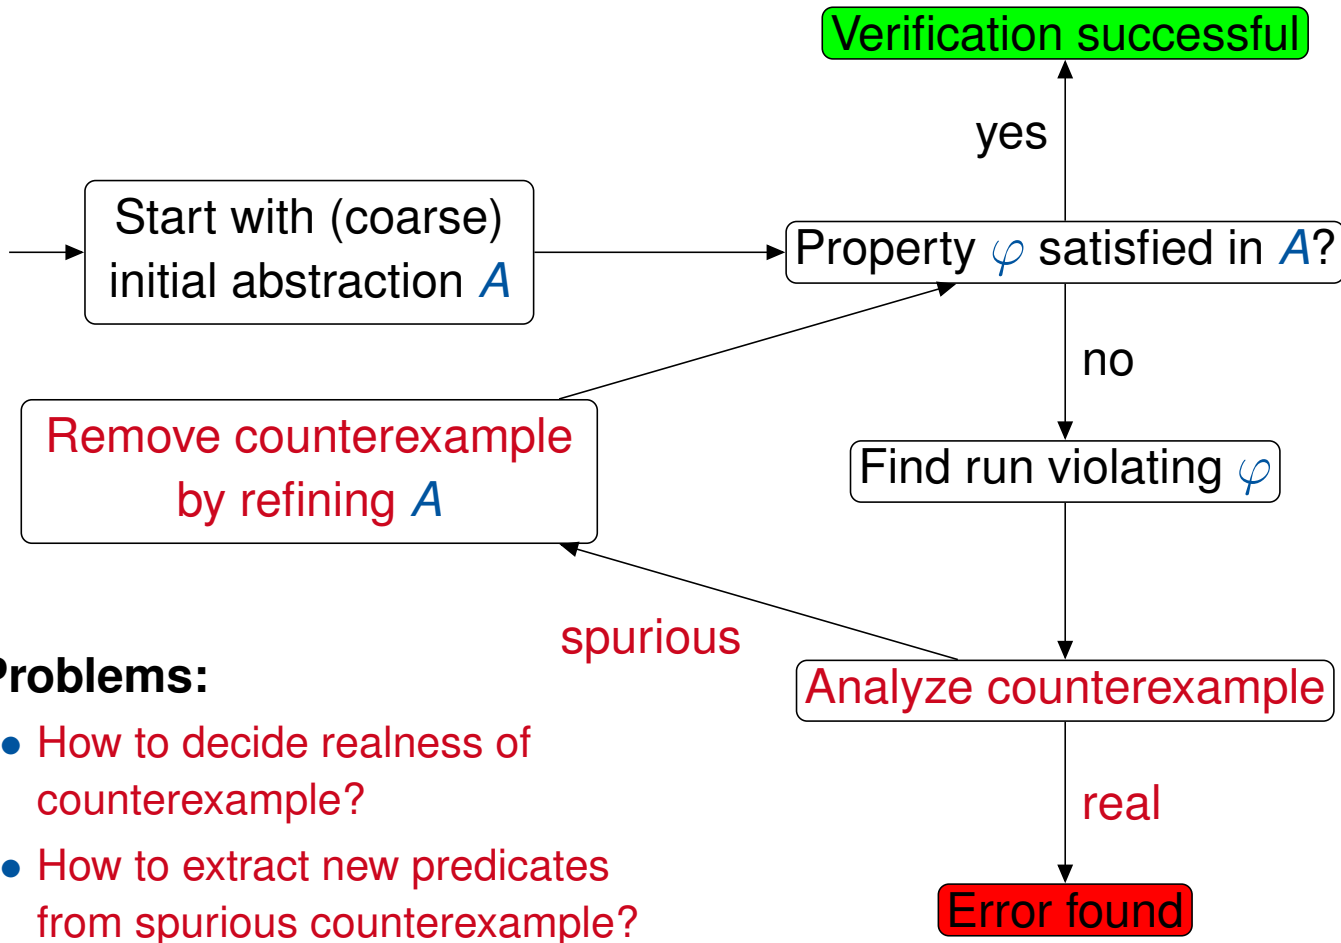 Verification successful
yes
Start with (coarse)
initial abstraction A
Property φ satisfied in A?
no
Remove counterexample
by refining A
Find run violating φ
spurious
Analyze counterexample
Problems:
• How to decide realness of
counterexample?
real
• How to extract new predicates
from spurious counterexample?
Error found